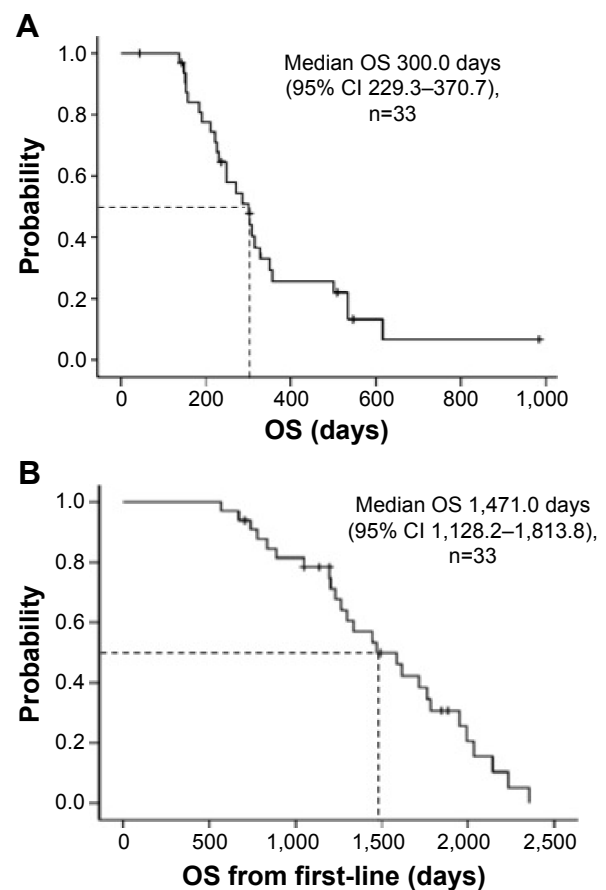 A
Median OS 300.0 days
(95% CI 229.3–370.7),
n=33
Probability
1.0
0.8
0.6
0.4
0.2
0.0
0 200 400 600 800 1,000
OS (days)
B
Median OS 1,471.0 days
(95% CI 1,128.2–1,813.8),
n=33
Probability
1.0
0.8
0.6
0.4
0.2
0.0
0 500 1,000 1,500 2,000 2,500
OS from first-line (days)